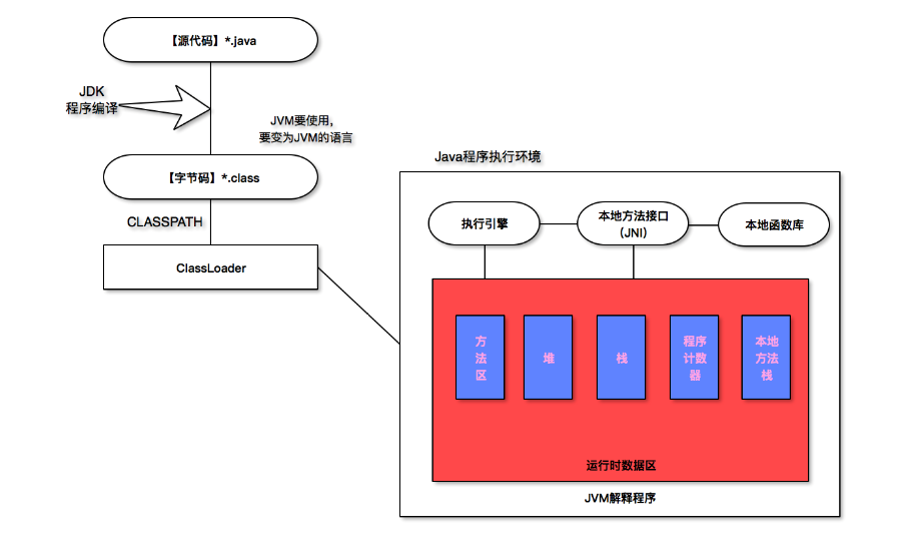 【源代码】*.java
JDK
程序编译
JVM要使用，
要变为JVM的语言
【字节码】*.class
CLASSPATH
ClassLoader
Java程序执行环境
执行引擎
本地方法接口
（JNI）
本地函数库
方
法
区
堆
栈
程序
计数
器
本地
方法
栈
运行时数据区
JVM解释程序